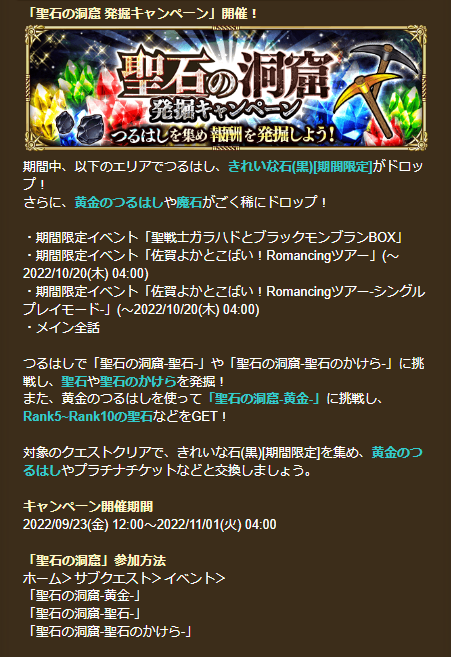 「聖石の洞窟 発掘キャンペーン」開催！
聖石の洞窟
発掘キャンペーン
つるはしを集め 報酬を発掘しよう！
期間中、以下のエリアでつるはし、きれいな石(黒)[期間限定]がドロッ
プ！
さらに、黄金のつるはしや魔石がごく稀にドロップ！
・期間限定イベント「聖戦士ガラハドとブラックモンブランBOX」
・期間限定イベント「佐賀よかとこばい！Romancingツアー」(～
2022/10/20(木) 04:00)
・期間限定イベント「佐賀よかとこばい！Romancingツアー-シングル
プレイモード-」(～2022/10/20(木) 04:00)
・メイン全話
つるはしで「聖石の洞窟-聖石-」や「聖石の洞窟-聖石のかけら-」に挑
戦し、聖石や聖石のかけらを発掘！
また、黄金のつるはしを使って「聖石の洞窟-黄金-」に挑戦し、
Rank5~Rank10の聖石などをGET！
対象のクエストクリアで、きれいな石(黒)[期間限定]を集め、黄金のつ
るはしやプラチナチケットなどと交換しましょう。
キャンペーン開催期間
2022/09/23(金) 12:00～2022/11/01(火) 04:00
「聖石の洞窟」参加方法
ホーム＞サブクエスト＞イベント＞
「聖石の洞窟-黄金-」
「聖石の洞窟-聖石-」
「聖石の洞窟-聖石のかけら-」